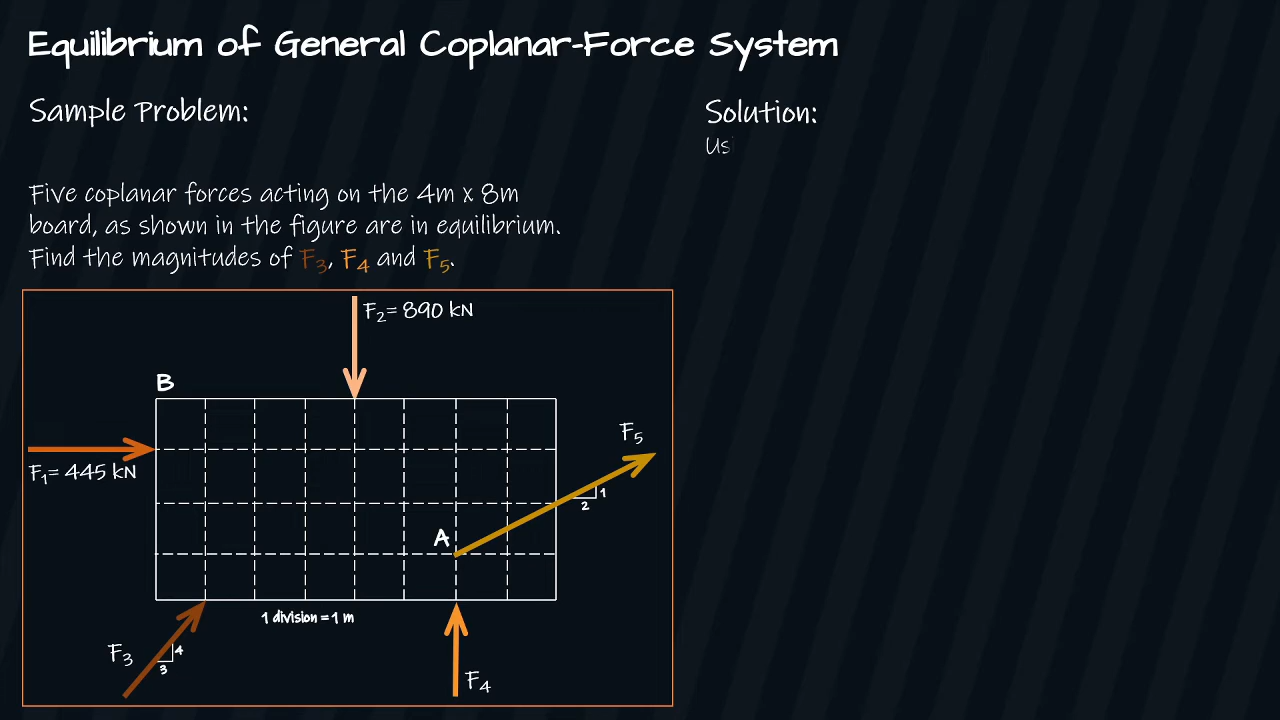 Equilibrium of General Coplanar-Force System
Sample Problem:
Five coplanar forces acting on the 4m x 8m
board, as shown in the figure are in equilibrium.
Find the magnitudes of F₃, F₄ and F₅.
F₂= 890 kN
B
F₁= 445 kN
F₅
1
2
A
1 division = 1 m
F₃
4
3
F₄
Solution:
Us